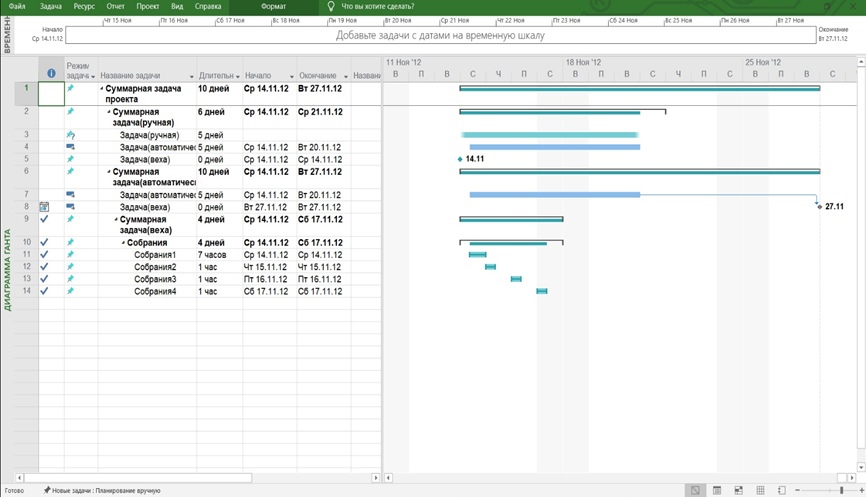 Файл Задача Ресурс Отчет Проект Вид Справка Формат Что вы хотите сделать?
Чт 15 Ноя Пт 16 Ноя Сб 17 Ноя Вс 18 Ноя Пн 19 Ноя Вт 20 Ноя Ср 21 Ноя Чт 22 Ноя Пт 23 Ноя Сб 24 Ноя Вс 25 Ноя Пн 26 Ноя Вт 27 Ноя
Начало
Ср 14.11.12
Добавьте задачи с датами на временную шкалу
Окончание
Вт 27.11.12
ВРЕМЕНН
ДИАГРАММА ГАНТА
Режим
задачи Название задачи Длительн Начало Окончание Названи
11 Ноя '12 18 Ноя '12 25 Ноя '12
В П В С Ч П С В П В С Ч П С В П В С
1 Суммарная задача
проекта 10 дней Ср 14.11.12 Вт 27.11.12
2 Суммарная
задача(ручная) 6 дней Ср 14.11.12 Ср 21.11.12
3 Задача(ручная) 5 дней
4 Задача(автоматичес 5 дней Ср 14.11.12 Вт 20.11.12
5 Задача(веха) 0 дней Ср 14.11.12 Ср 14.11.12 14.11
6 Суммарная
задача(автоматичесь 10 дней Ср 14.11.12 Вт 27.11.12
7 Задача(автоматичес 5 дней Ср 14.11.12 Вт 20.11.12
8 Задача(веха) 0 дней Вт 27.11.12 Вт 27.11.12 27.11
9 Суммарная
задача(веха) 4 дней Ср 14.11.12 Сб 17.11.12
10 Собрания 4 дней Ср 14.11.12 Сб 17.11.12
11 Собрания1 7 часов Ср 14.11.12 Ср 14.11.12
12 Собрания2 1 час Чт 15.11.12 Чт 15.11.12
13 Собрания3 1 час Пт 16.11.12 Пт 16.11.12
14 Собрания4 1 час Сб 17.11.12 Сб 17.11.12
Готово Новые задачи : Планирование вручную